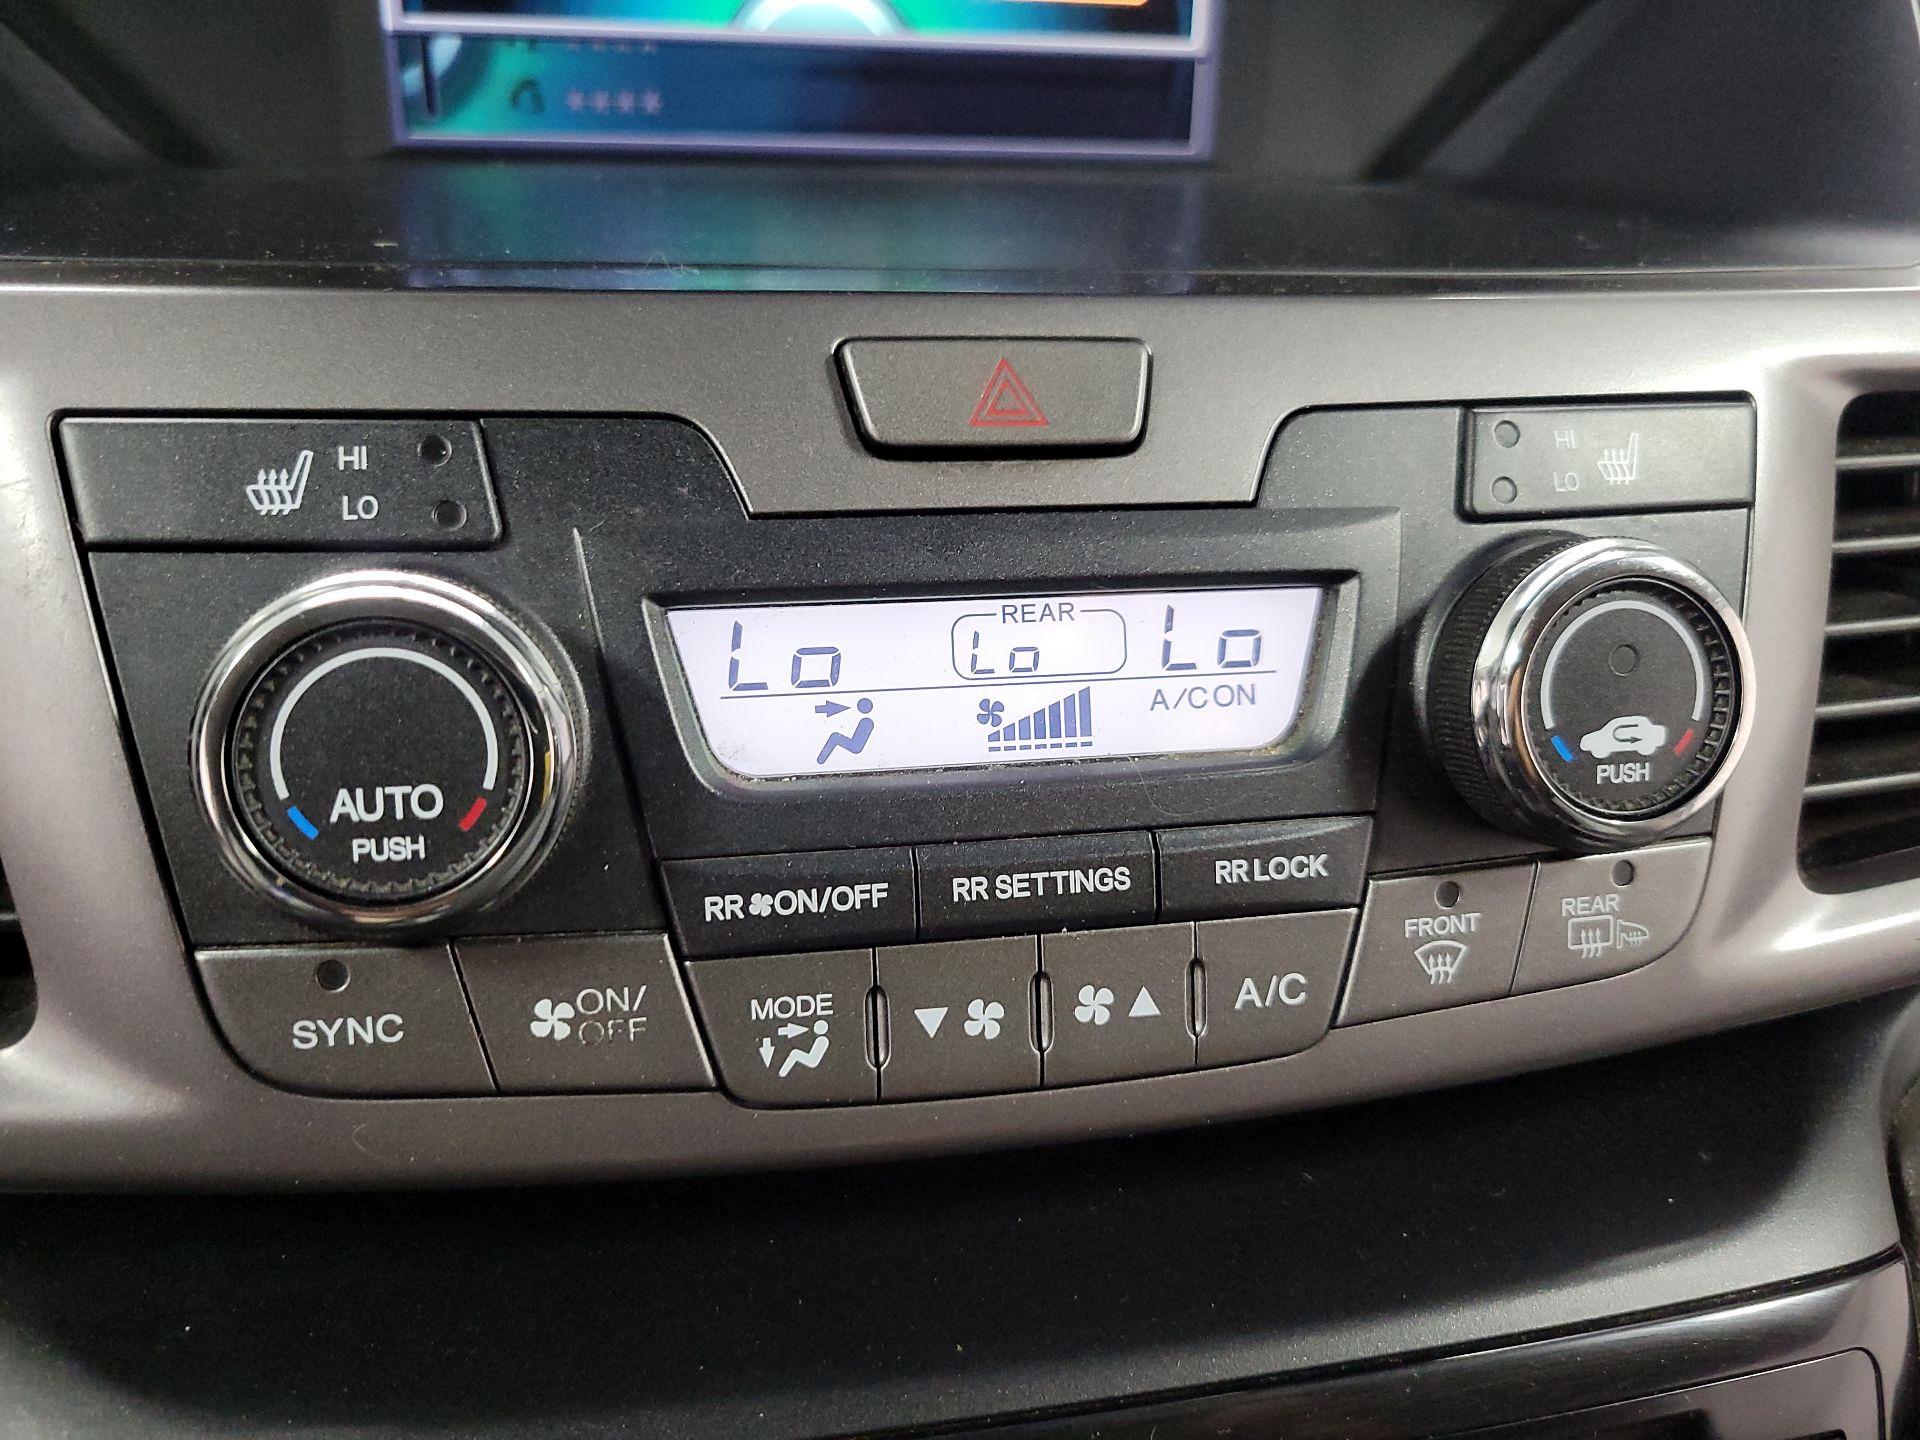 ****
HI
LO
HI
LO
REAR
Lo
Lo
Lo
A/C ON
AUTO
PUSH
PUSH
RR ON/OFF
RR SETTINGS
RR LOCK
SYNC
ON/
OFF
MODE
A/C
FRONT
REAR